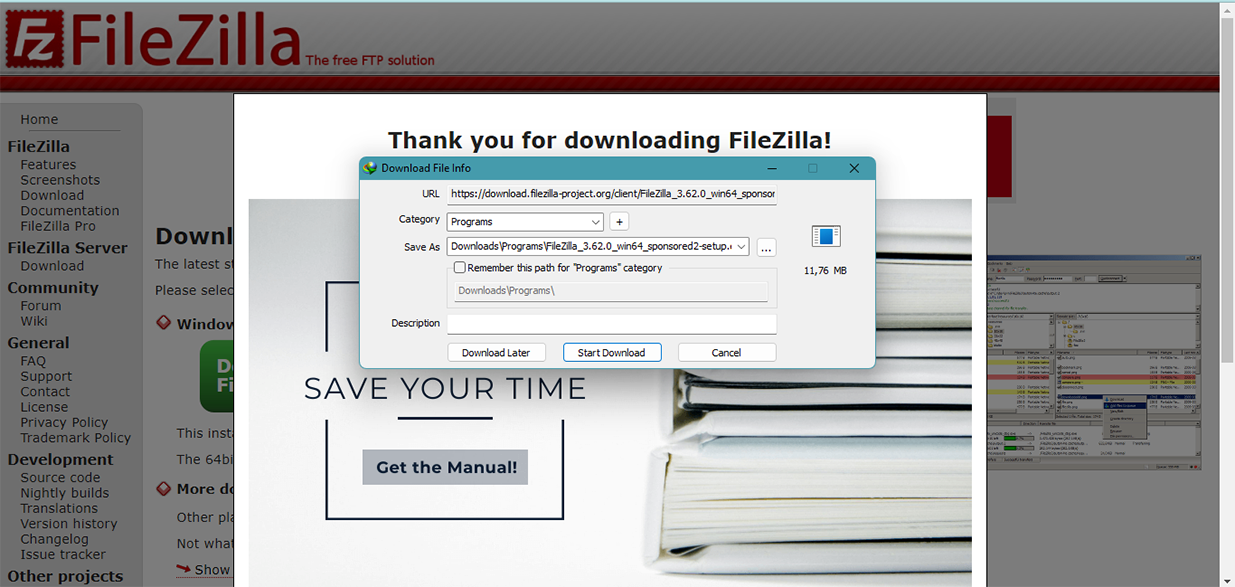 FileZilla
The free FTP solution
Home
FileZilla
Features
Screenshots
Download
Documentation
FileZilla Pro
FileZilla Server
Download
Community
Forum
Wiki
General
FAQ
Support
Contact
License
Privacy Policy
Trademark Policy
Development
Source code
Nightly builds
Translations
Version history
Changelog
Issue tracker
Other projects
Downl
The latest st
Please selec
Window
D
Fi
This insta
The 64bi
More do
Other pla
Not what
Show
Thank you for downloading FileZilla!
Download File Info
URL https://download.filezilla-project.org/client/FileZilla_3.62.0_win64_sponsor
Category Programs +
Save As Downloads\Programs\FileZilla_3.62.0_win64_sponsored2-setup.e ...
Remember this path for "Programs" category
Downloads\Programs\
11,76 MB
Description
Download Later Start Download Cancel
SAVE YOUR TIME
Get the Manual!